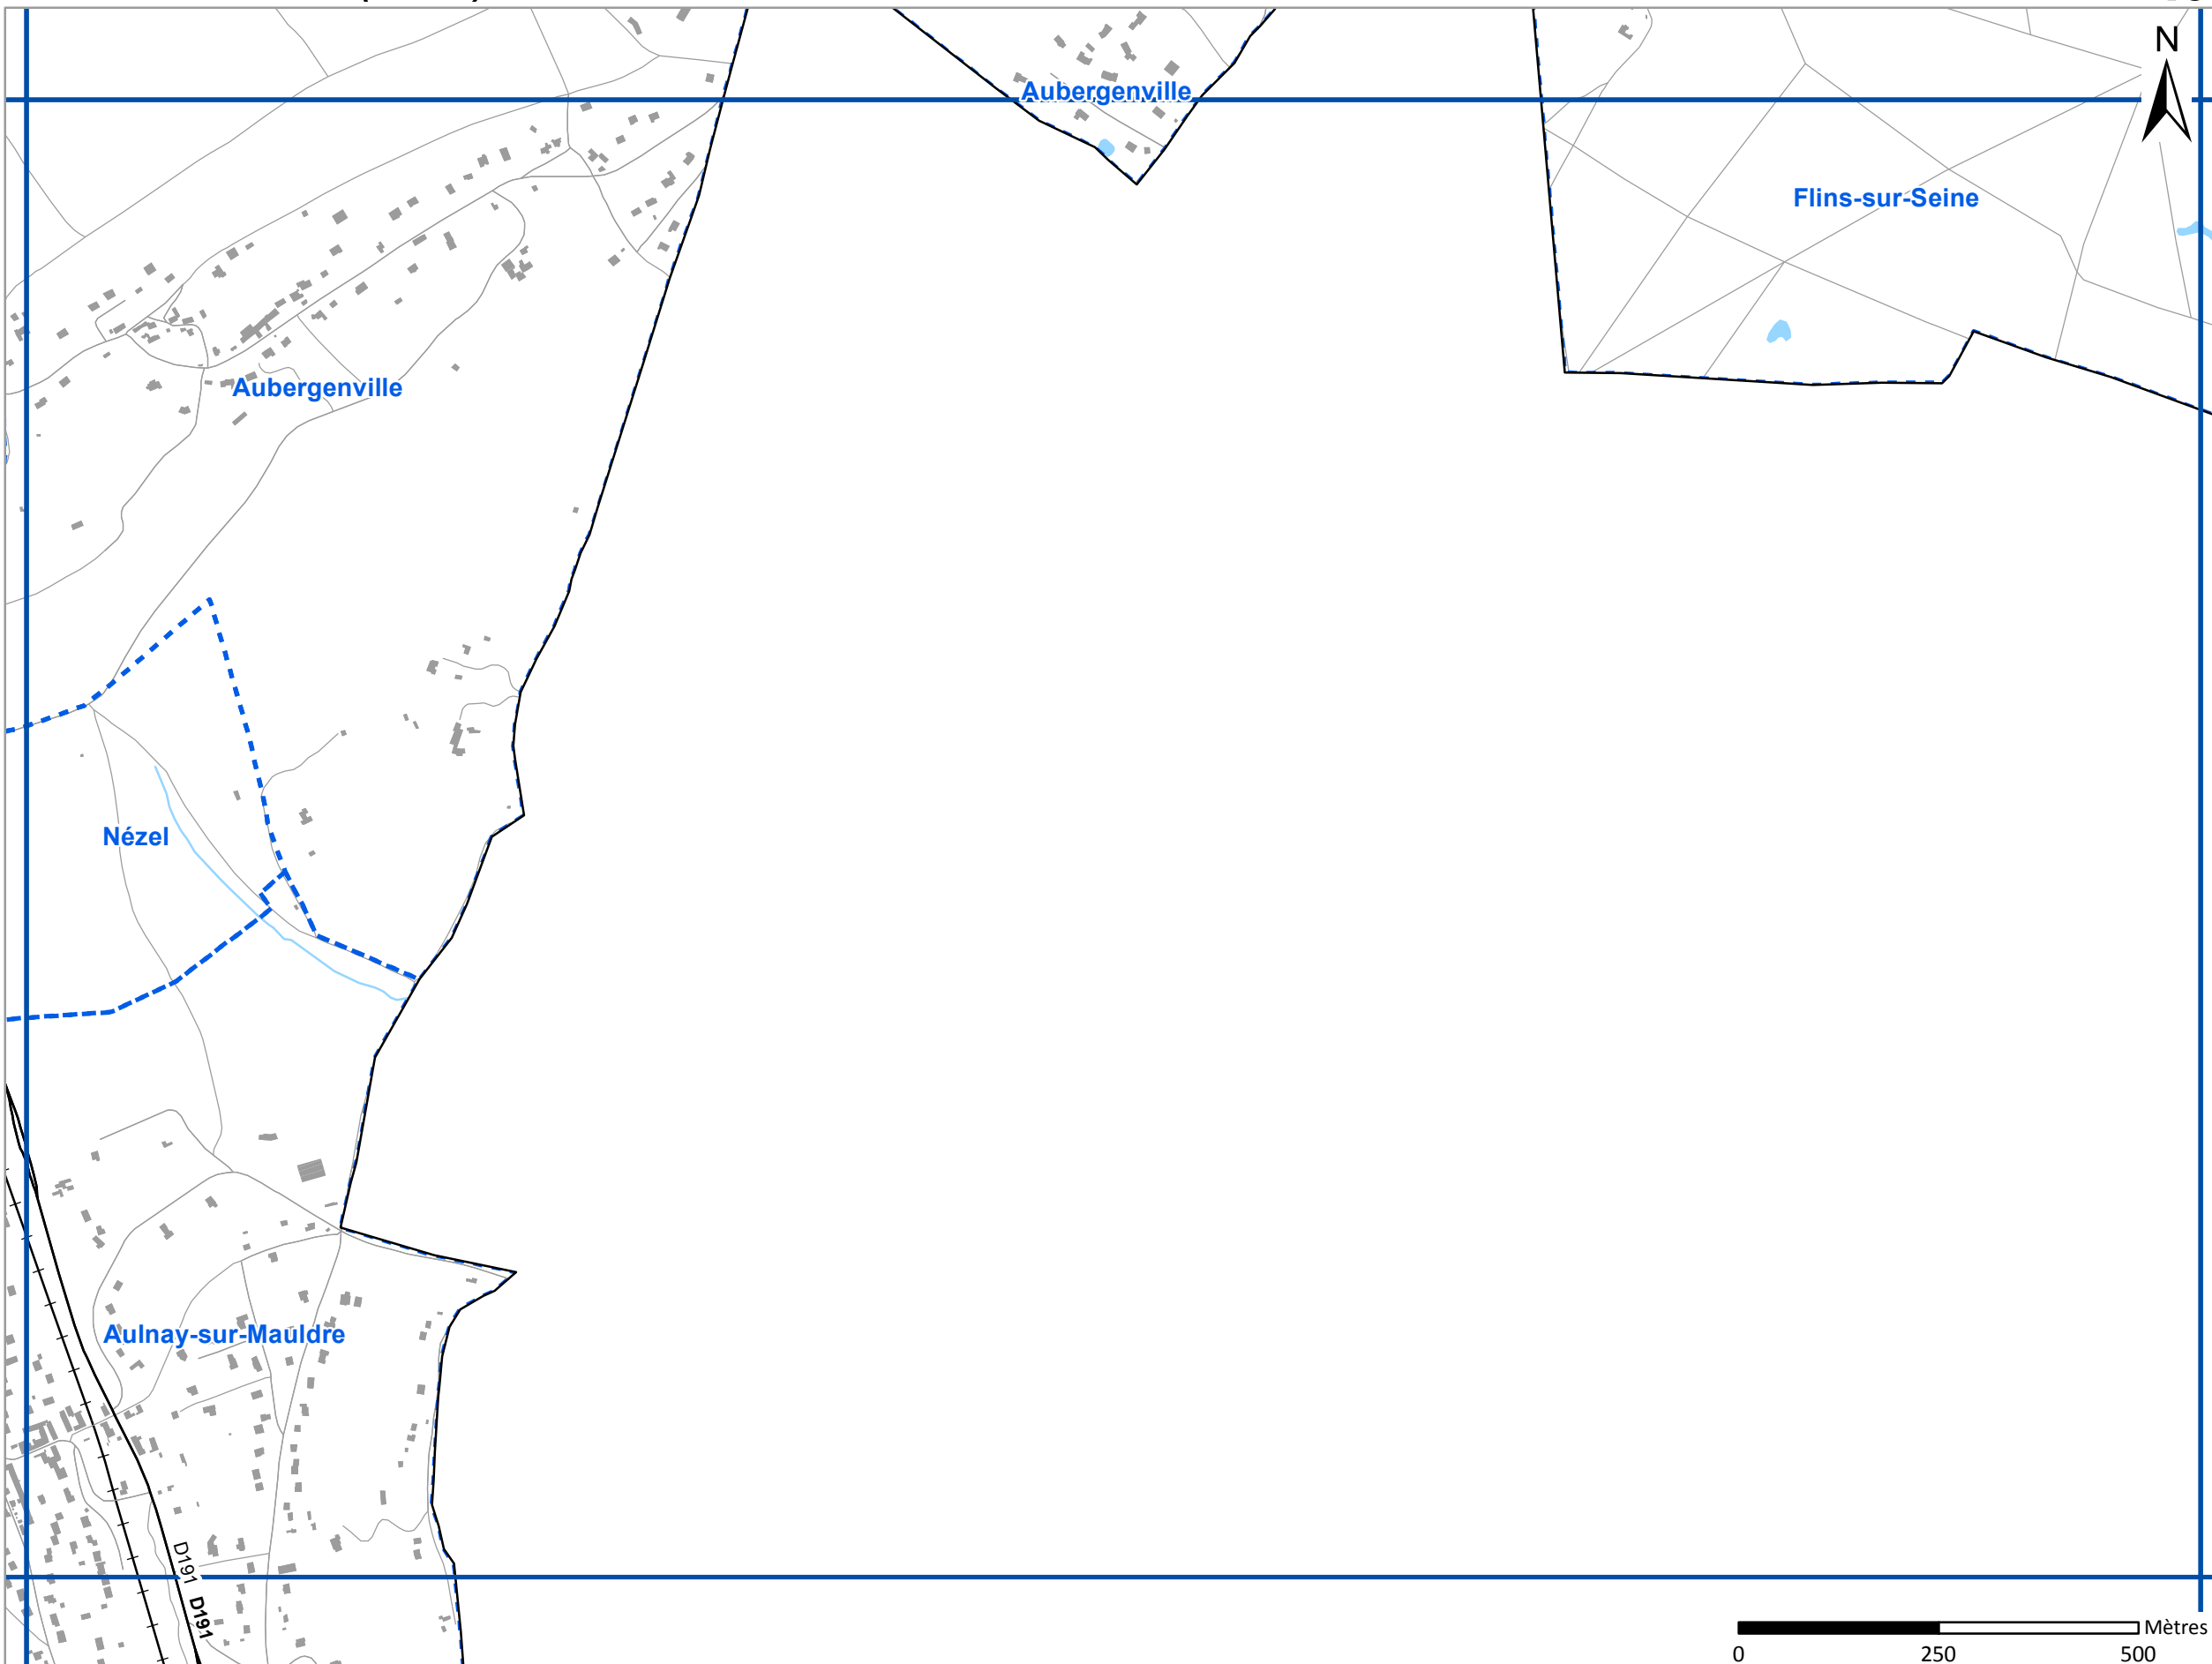 N
Aubergenville
Flins-sur-Seine
Aubergenville
Nézel
Aulnay-sur-Mauldre
D191
D191
Mètres
0 250 500